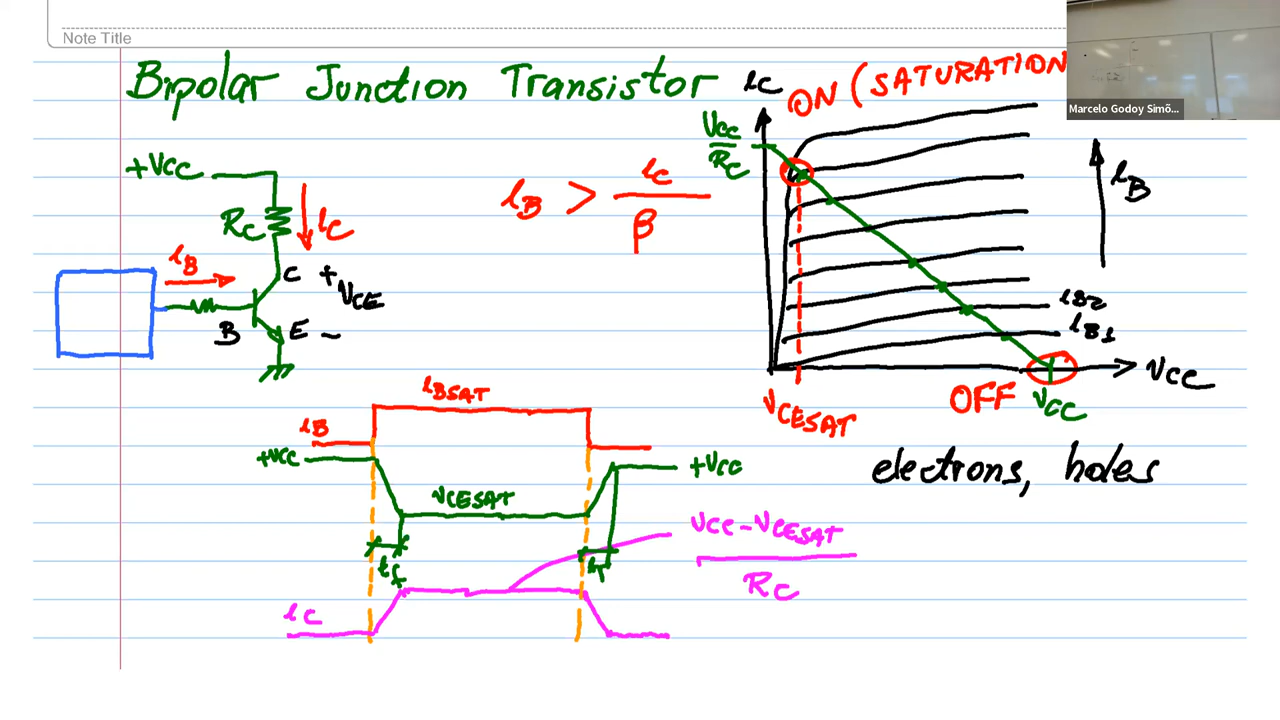 Note Title
Bipolar Junction Transistor
iC
ON (SATURATION
Marcelo Godoy Simõ...
VCC
RC
+VCC
RC
iC
iB > iC
β
iB
iB
C
+
VCE
B
E
–
iB2
iB1
VCC
OFF
VCC
VCESAT
iBSAT
iB
+VCC
VCESAT
+VCC
electrons, holes
tf
tr
VCC – VCESAT
RC
iC